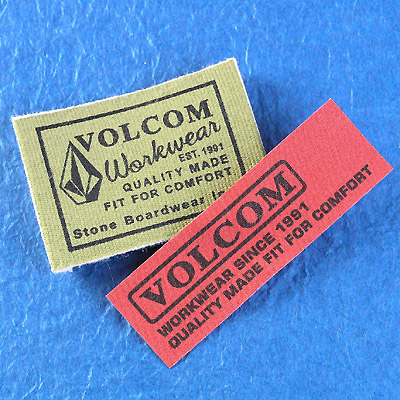 VOLCOM
Workwear
EST. 1991
QUALITY MADE
FIT FOR COMFORT
Stone Boardwear
VOLCOM
WORKWEAR SINCE 1991
QUALITY MADE FIT FOR COMFORT